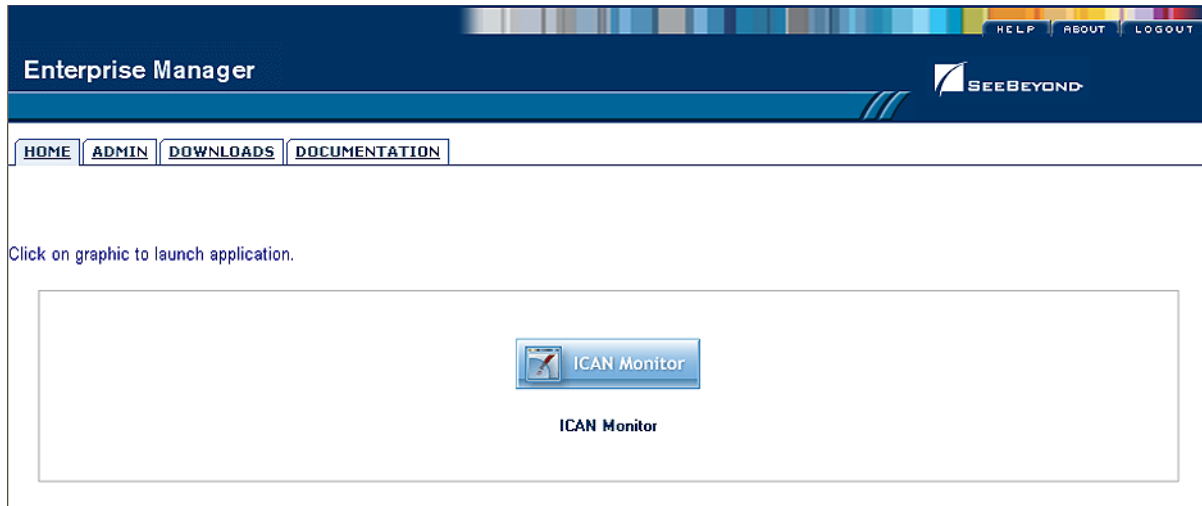 HELP ABOUT LOGOUT
Enterprise Manager
SEEBEYOND
HOME ADMIN DOWNLOADS DOCUMENTATION
Click on graphic to launch application.
ICAN Monitor
ICAN Monitor